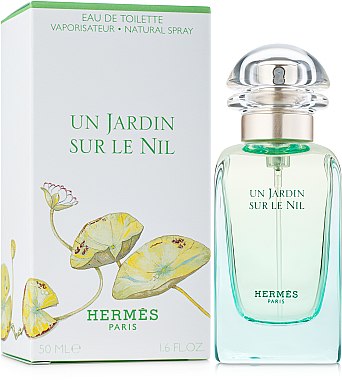 EAU DE TOILETTE
VAPORISATEUR • NATURAL SPRAY
UN JARDIN
SUR LE NIL
HERMÈS
PARIS
50 ML℮ 1.6 FL.OZ
UN JARDIN
SUR LE NIL
HERMÈS
PARIS